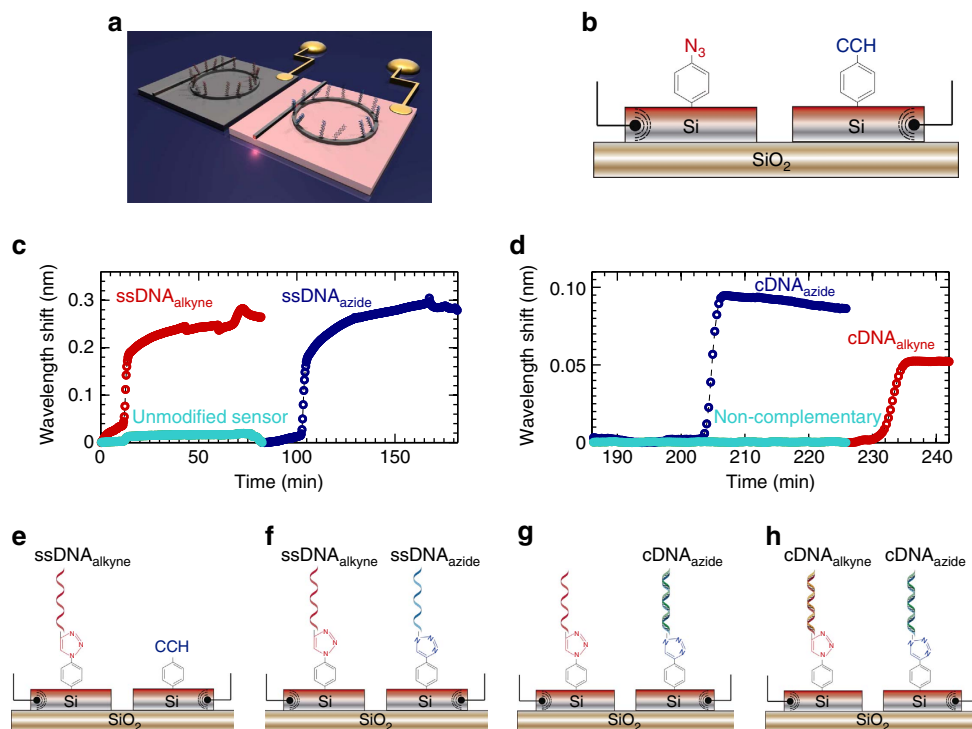 a
b
N3
CCH
Si
Si
SiO2
c
Wavelength shift (nm)
0.3
0.2
0.1
0
ssDNAalkyne
ssDNAazide
Unmodified sensor
0
50
100
150
Time (min)
d
Wavelength shift (nm)
0.10
0.05
0
cDNAazide
cDNAalkyne
Non-complementary
190
200
210
220
230
240
Time (min)
e
ssDNAalkyne
N
N
N
CCH
Si
Si
SiO2
f
ssDNAalkyne
ssDNAazide
N
N
N
N
N
N
Si
Si
SiO2
g
cDNAazide
N
N
N
N
N
N
Si
Si
SiO2
h
cDNAalkyne
cDNAazide
N
N
N
N
N
N
Si
Si
SiO2